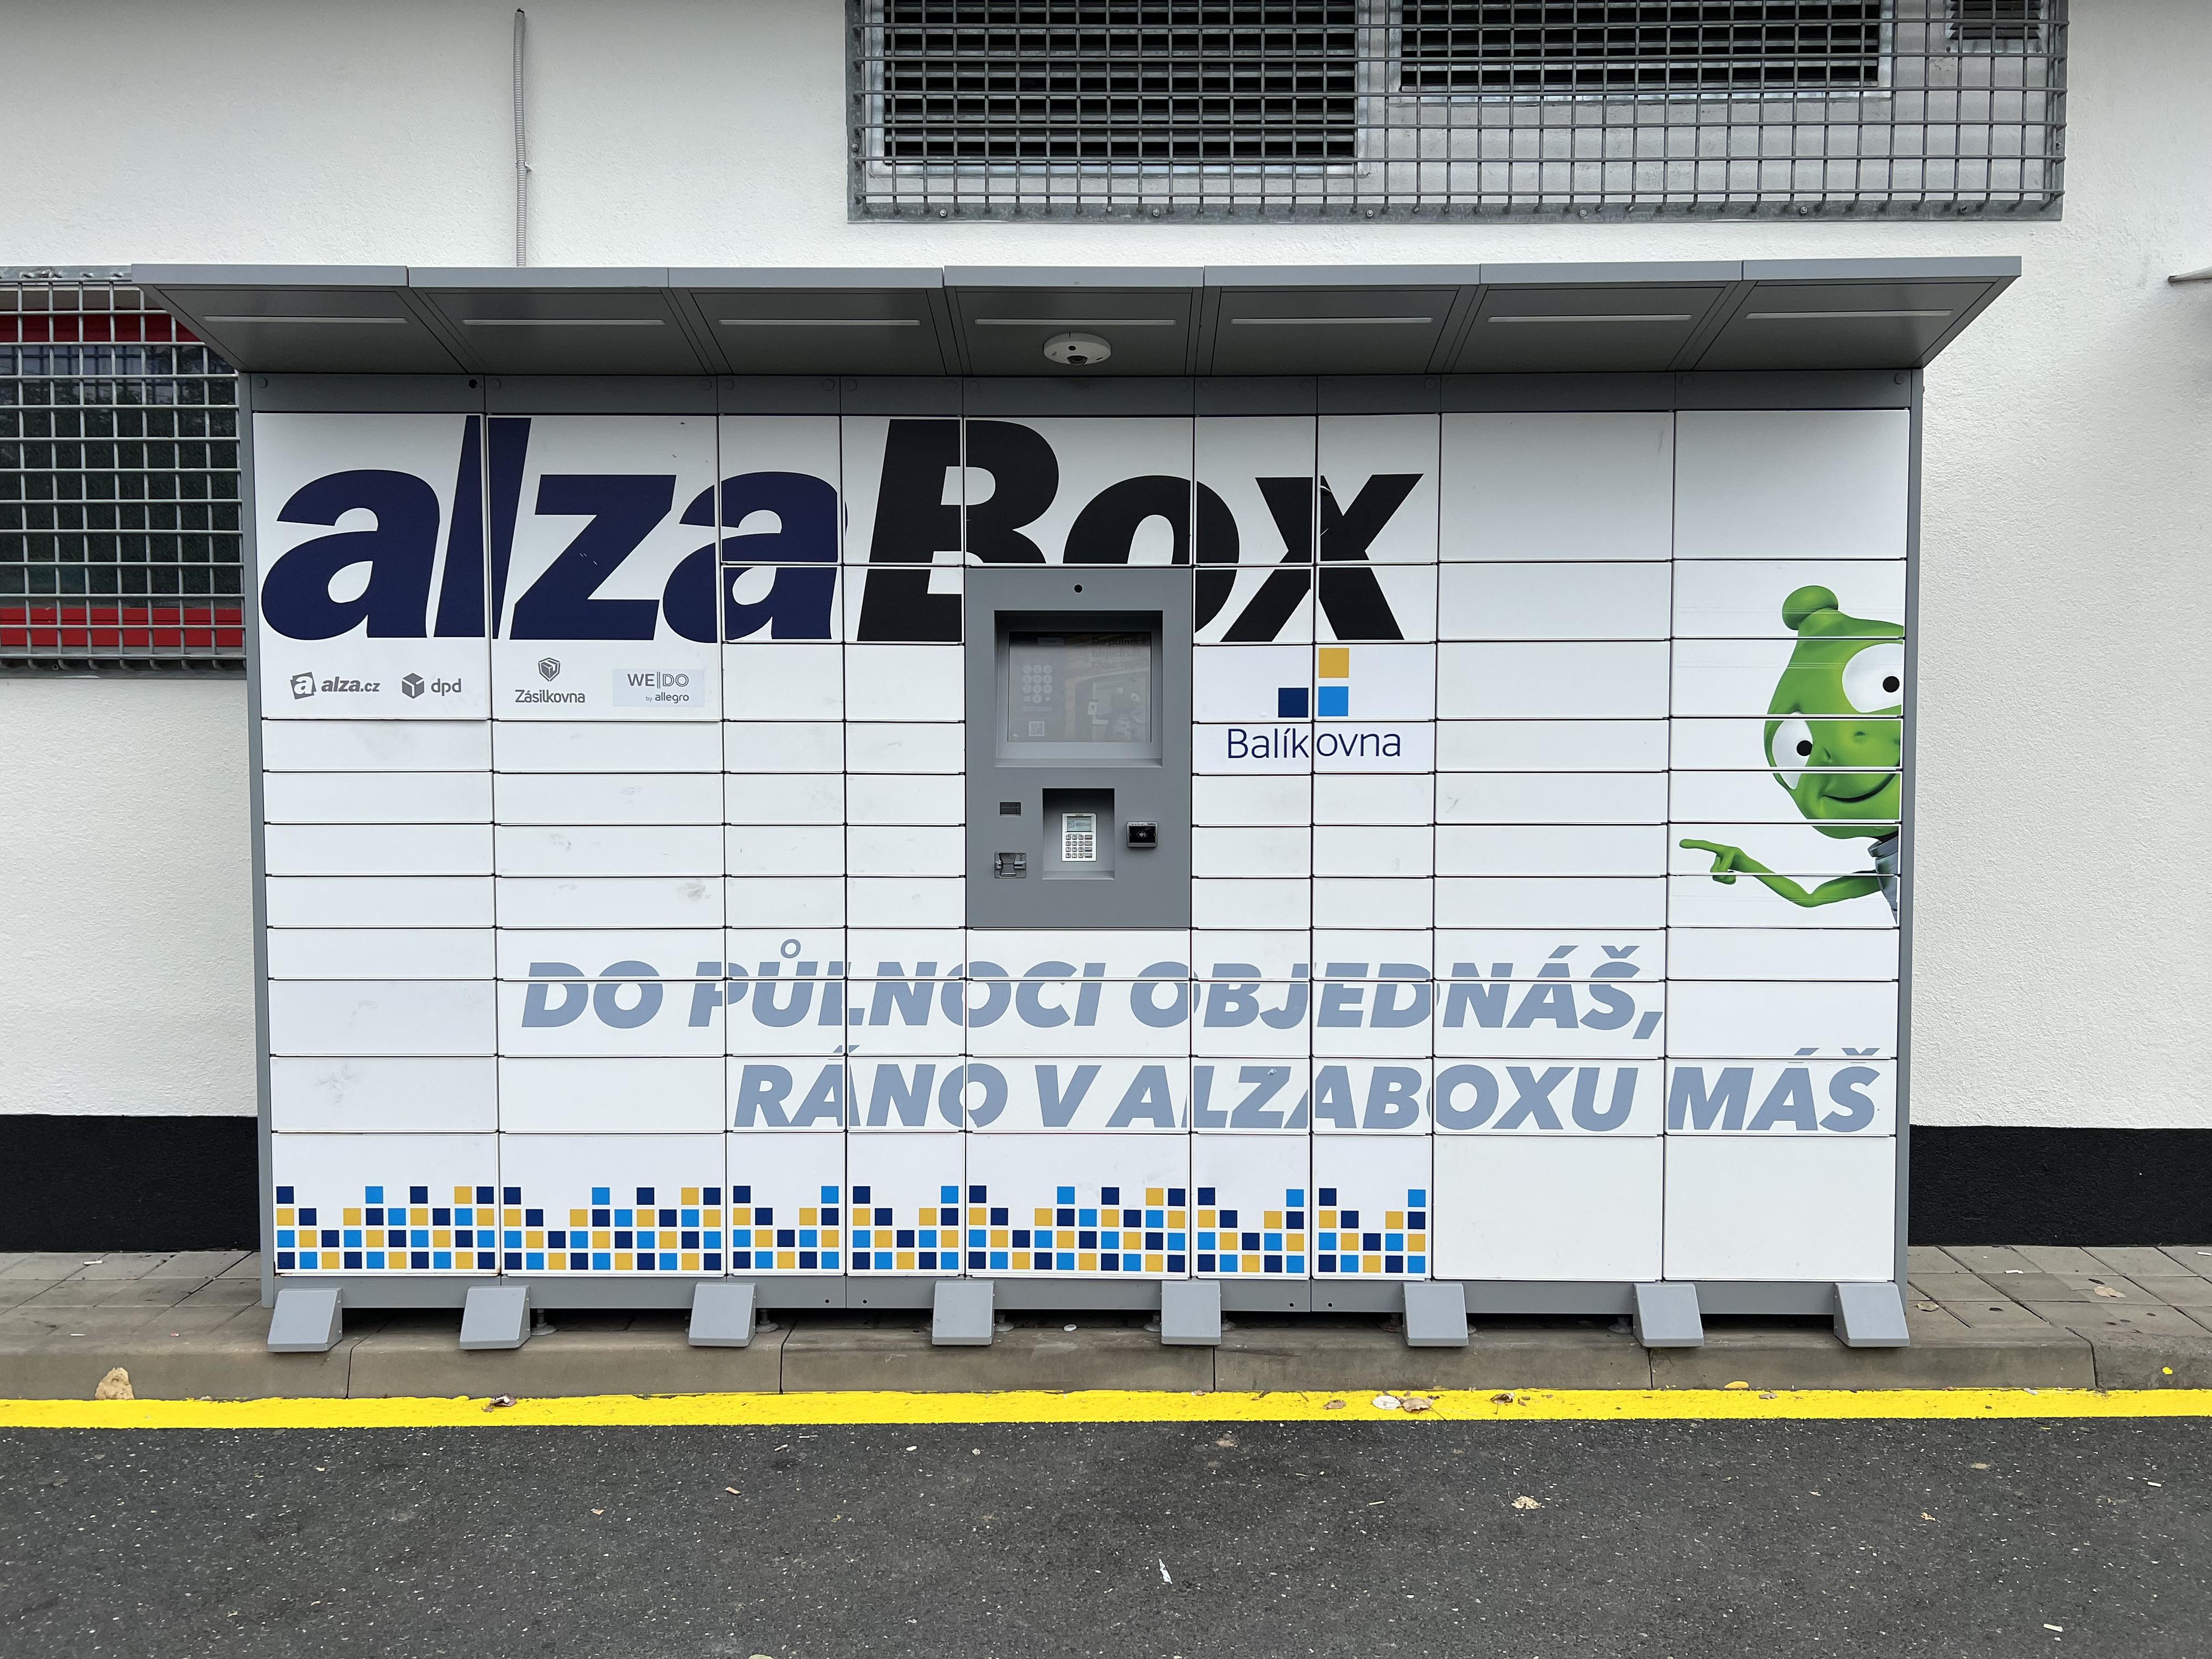 alzaBox
alza.cz dpd Zásilkovna WE|DO
by allegro
Balíkovna
DO PŮLNOCI OBJEDNÁŠ,
RÁNO V ALZABOXU MÁŠ